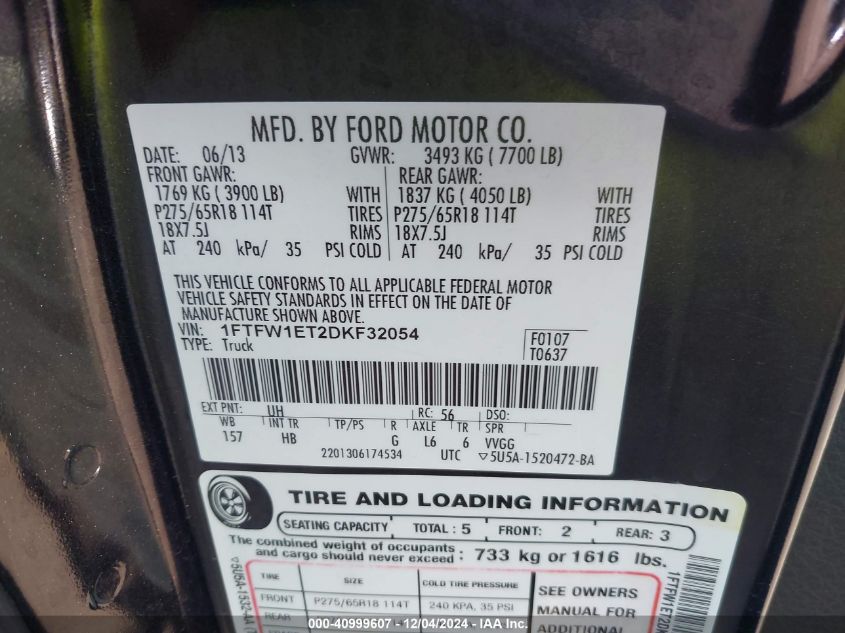 MFD. BY FORD MOTOR CO.
DATE: 06/13 GVWR: 3493 KG ( 7700 LB)
FRONT GAWR: REAR GAWR:
1769 KG ( 3900 LB) WITH 1837 KG ( 4050 LB) WITH
P275/65R18 114T TIRES P275/65R18 114T TIRES
18X7.5J RIMS 18X7.5J RIMS
AT 240 kPa/ 35 PSI COLD AT 240 kPa/ 35 PSI COLD
THIS VEHICLE CONFORMS TO ALL APPLICABLE FEDERAL MOTOR
VEHICLE SAFETY STANDARDS IN EFFECT ON THE DATE OF
MANUFACTURE SHOWN ABOVE.
VIN: 1FTFW1ET2DKF32054 F0107
TYPE: Truck T0637
EXT PNT: UH RC: 56 DSO:
WB INT TR TP/PS R AXLE TR SPR
157 HB G L6 6 VVGG
2201306174534 UTC ▽5U5A-1520472-BA
TIRE AND LOADING INFORMATION
SEATING CAPACITY TOTAL : 5 FRONT: 2 REAR: 3
The combined weight of occupants
and cargo should never exceed : 733 kg or 1616 lbs.
TIRE SIZE COLD TIRE PRESSURE SEE OWNERS
FRONT P275/65R18 114T 240 KPA, 35 PSI MANUAL FOR
REAR ADDITIONAL
000-40999607 - 12/04/2024 - IAAI, Inc.